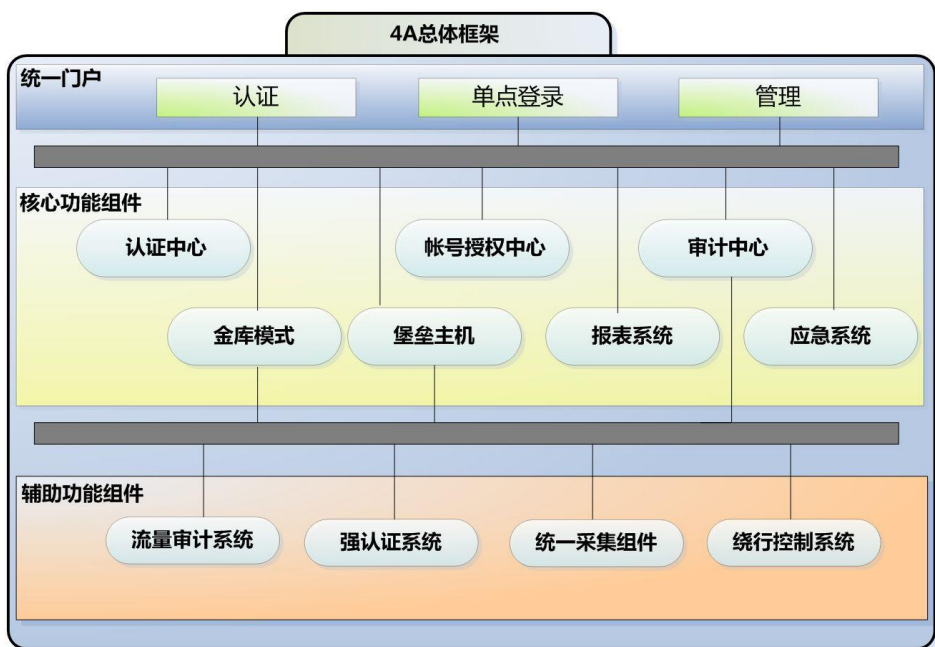 4A总体框架
统一门户
认证
单点登录
管理
核心功能组件
认证中心
帐号授权中心
审计中心
金库模式
堡垒主机
报表系统
应急系统
辅助功能组件
流量审计系统
强认证系统
统一采集组件
绕行控制系统